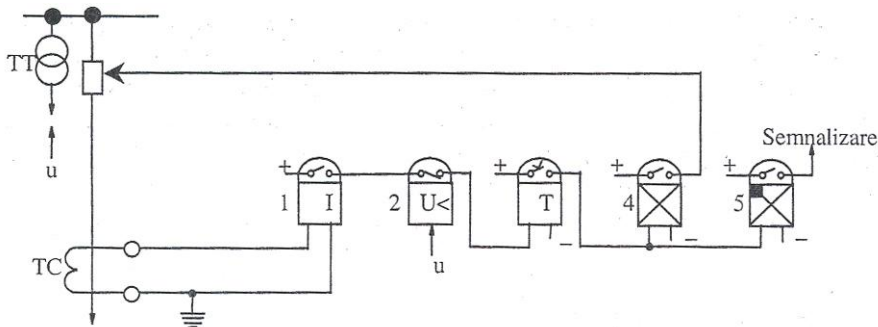 TT
u
Semnalizare
+ + + +
1 I 2 U< T 4 5
– – –
u
TC